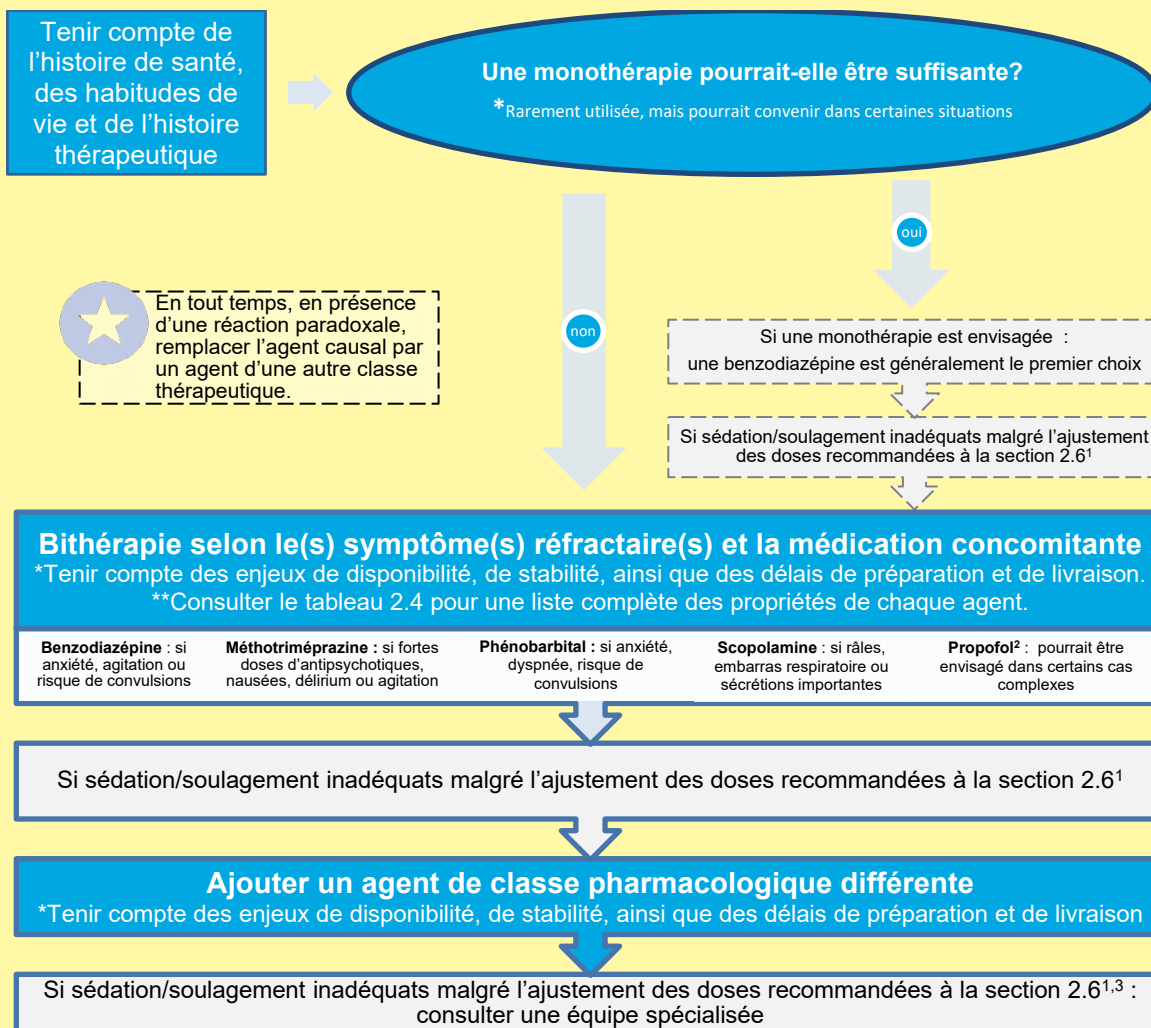 Tenir compte de
l’histoire de santé,
des habitudes de
vie et de l’histoire
thérapeutique
Une monothérapie pourrait-elle être suffisante?
*Rarement utilisée, mais pourrait convenir dans certaines situations
oui
non
En tout temps, en présence
d’une réaction paradoxale,
remplacer l’agent causal par
un agent d’une autre classe
thérapeutique.
Si une monothérapie est envisagée :
une benzodiazépine est généralement le premier choix
Si sédation/soulagement inadéquats malgré l’ajustement
des doses recommandées à la section 2.6¹
Bithérapie selon le(s) symptôme(s) réfractaire(s) et la médication concomitante
*Tenir compte des enjeux de disponibilité, de stabilité, ainsi que des délais de préparation et de livraison.
**Consulter le tableau 2.4 pour une liste complète des propriétés de chaque agent.
Benzodiazépine : si
anxiété, agitation ou
risque de convulsions
Méthotriméprazine : si fortes
doses d’antipsychotiques,
nausées, délirium ou agitation
Phénobarbital : si anxiété,
dyspnée, risque de
convulsions
Scopolamine : si râles,
embarras respiratoire ou
sécrétions importantes
Propofol² : pourrait être
envisagé dans certains cas
complexes
Si sédation/soulagement inadéquats malgré l’ajustement des doses recommandées à la section 2.6¹
Ajouter un agent de classe pharmacologique différente
*Tenir compte des enjeux de disponibilité, de stabilité, ainsi que des délais de préparation et de livraison
Si sédation/soulagement inadéquats malgré l’ajustement des doses recommandées à la section 2.6¹,³ :
consulter une équipe spécialisée